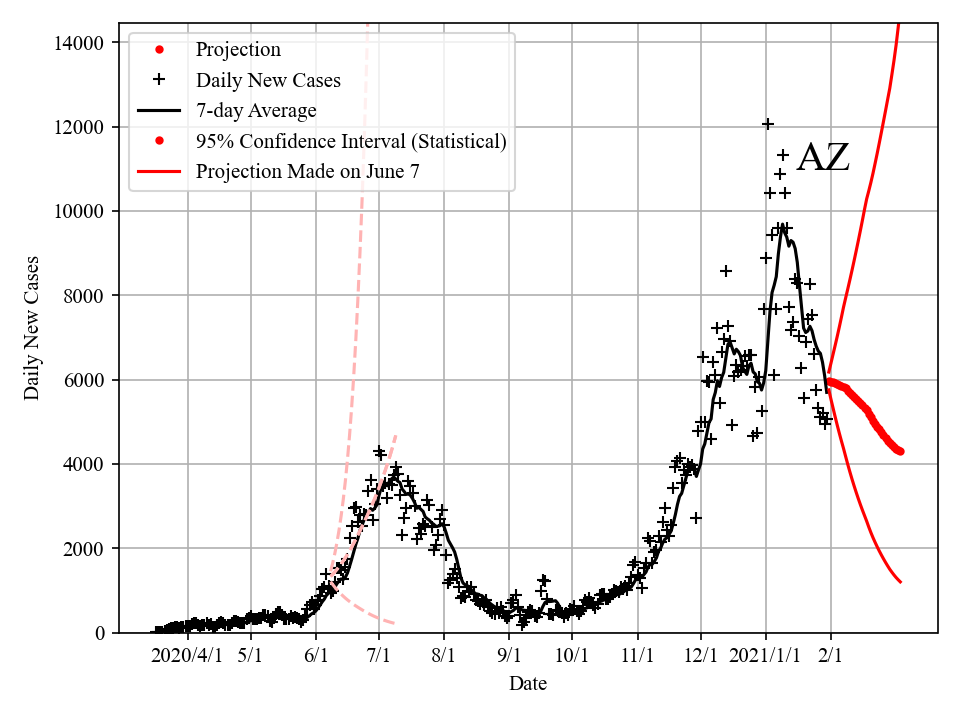 14000
12000
10000
8000
6000
4000
2000
0
Daily New Cases
Projection
Daily New Cases
7-day Average
95% Confidence Interval (Statistical)
Projection Made on June 7
AZ
2020/4/1 5/1 6/1 7/1 8/1 9/1 10/1 11/1 12/1 2021/1/1 2/1
Date